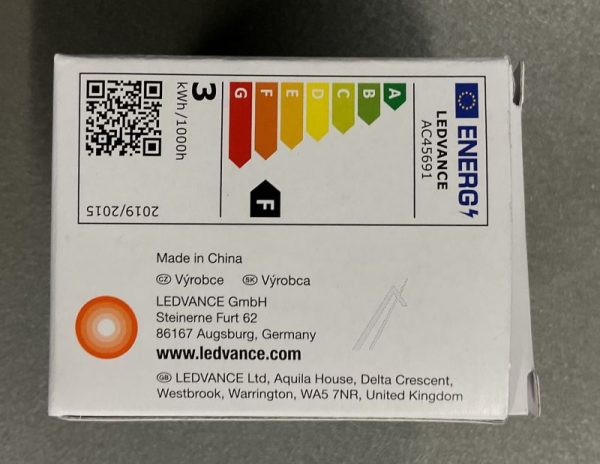 ENERG
LEDVANCE
AC45691
A
B
C
D
E
F
G
F
3
kWh/1000h
2019/2015
Made in China
CZ Výrobce SK Výrobca
LEDVANCE GmbH
Steinerne Furt 62
86167 Augsburg, Germany
www.ledvance.com
GB LEDVANCE Ltd, Aquila House, Delta Crescent,
Westbrook, Warrington, WA5 7NR, United Kingdom